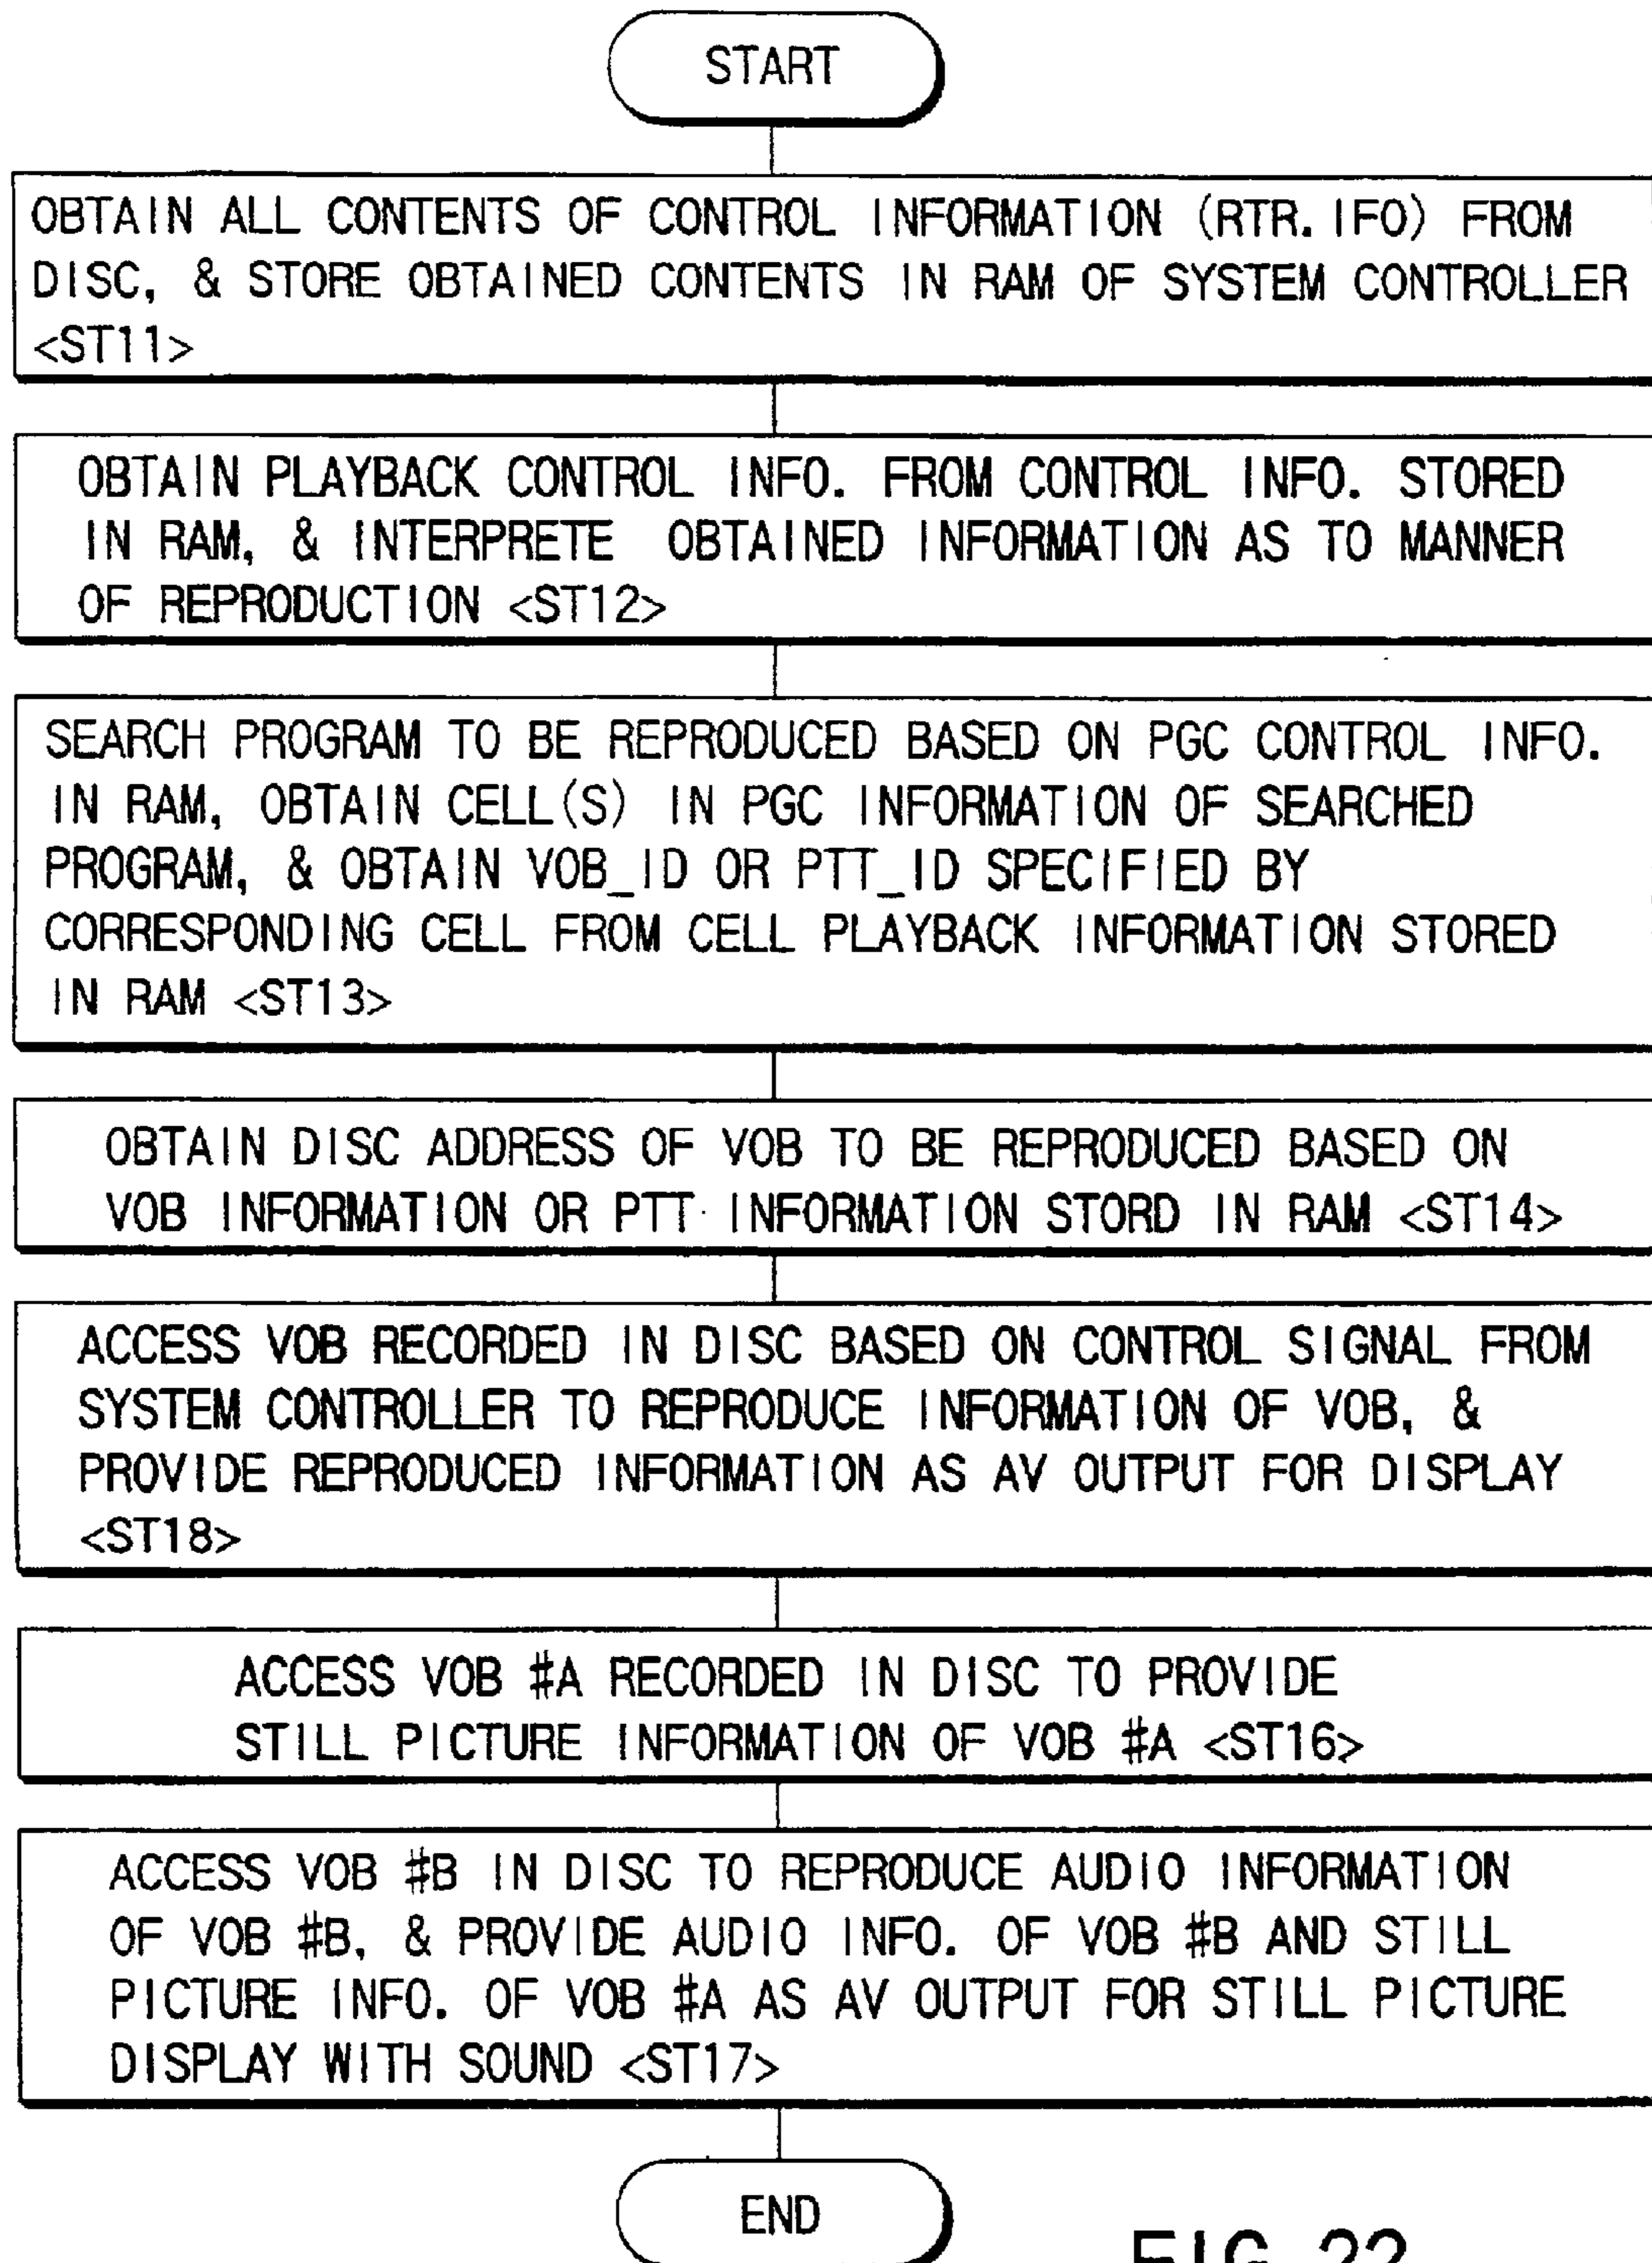 START
OBTAIN ALL CONTENTS OF CONTROL INFORMATION (RTR.IFO) FROM
DISC, & STORE OBTAINED CONTENTS IN RAM OF SYSTEM CONTROLLER
<ST11>
OBTAIN PLAYBACK CONTROL INFO. FROM CONTROL INFO. STORED
IN RAM, & INTERPRETE OBTAINED INFORMATION AS TO MANNER
OF REPRODUCTION <ST12>
SEARCH PROGRAM TO BE REPRODUCED BASED ON PGC CONTROL INFO.
IN RAM, OBTAIN CELL(S) IN PGC INFORMATION OF SEARCHED
PROGRAM, & OBTAIN VOB_ID OR PTT_ID SPECIFIED BY
CORRESPONDING CELL FROM CELL PLAYBACK INFORMATION STORED
IN RAM <ST13>
OBTAIN DISC ADDRESS OF VOB TO BE REPRODUCED BASED ON
VOB INFORMATION OR PTT INFORMATION STORD IN RAM <ST14>
ACCESS VOB RECORDED IN DISC BASED ON CONTROL SIGNAL FROM
SYSTEM CONTROLLER TO REPRODUCE INFORMATION OF VOB, &
PROVIDE REPRODUCED INFORMATION AS AV OUTPUT FOR DISPLAY
<ST18>
ACCESS VOB #A RECORDED IN DISC TO PROVIDE
STILL PICTURE INFORMATION OF VOB #A <ST16>
ACCESS VOB #B IN DISC TO REPRODUCE AUDIO INFORMATION
OF VOB #B, & PROVIDE AUDIO INFO. OF VOB #B AND STILL
PICTURE INFO. OF VOB #A AS AV OUTPUT FOR STILL PICTURE
DISPLAY WITH SOUND <ST17>
END
FIG. 22